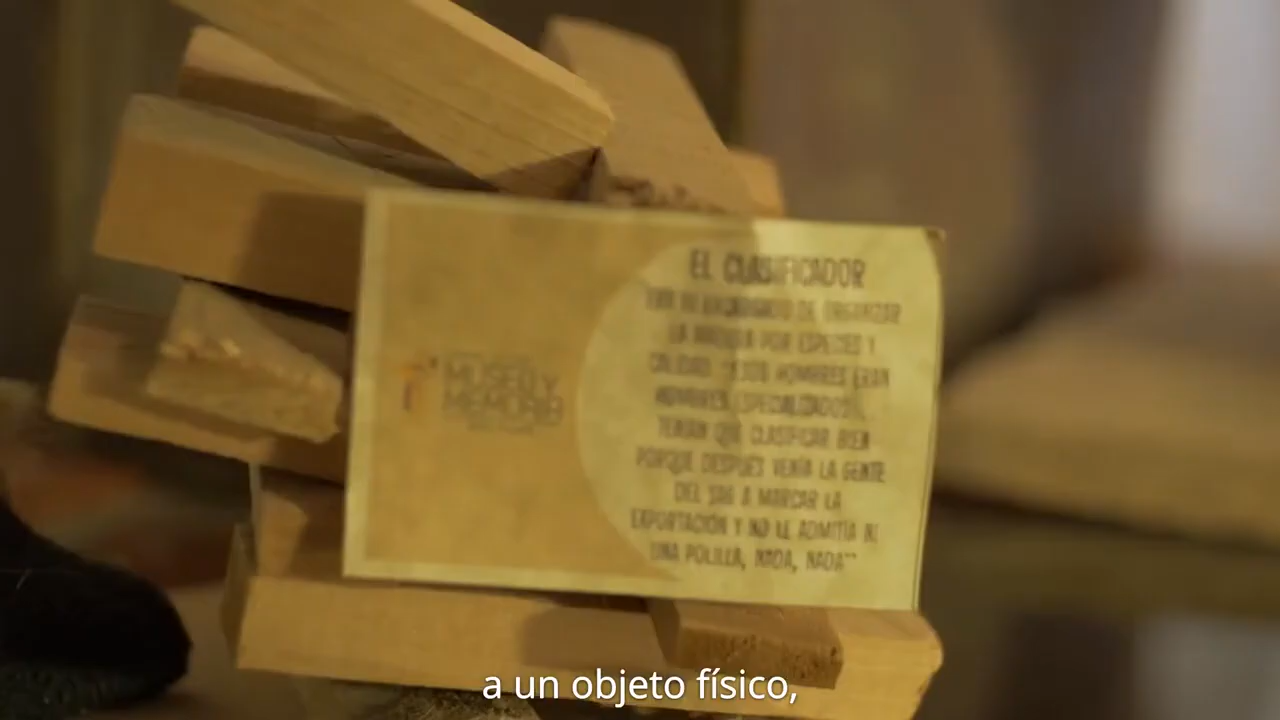 MUSEO Y
MEMORIA
EL CLASIFICADOR
ERA EL ENCARGADO DE ORGANIZAR
LA MADERA POR ESPECIES Y
CALIDAD. "ESOS HOMBRES ERAN
HOMBRES ESPECIALIZADOS...
TENÍAN QUE CLASIFICAR BIEN
PORQUE DESPUÉS VENÍA LA GENTE
DEL SAG A MARCAR LA
EXPORTACIÓN Y NO LE ADMITÍA NI
UNA POLILLA, NADA, NADA"
a un objeto físico,